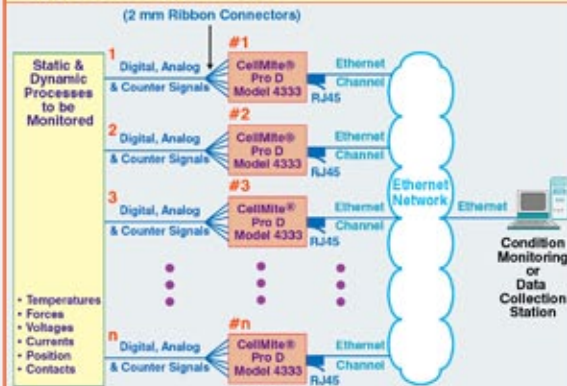 (2 mm Ribbon Connectors)
Static &
Dynamic
Processes
to be
Monitored
• Temperatures
• Forces
• Voltages
• Currents
• Position
• Contacts
1
Digital, Analog
& Counter Signals
#1
CellMite®
Pro D
Model 4333
RJ45
Ethernet
Channel
2
Digital, Analog
& Counter Signals
#2
CellMite®
Pro D
Model 4333
RJ45
Ethernet
Channel
3
Digital, Analog
& Counter Signals
#3
CellMite®
Pro D
Model 4333
RJ45
Ethernet
Channel
n
Digital, Analog
& Counter Signals
#n
CellMite®
Pro D
Model 4333
RJ45
Ethernet
Channel
Ethernet
Network
Ethernet
Condition
Monitoring
or
Data
Collection
Station